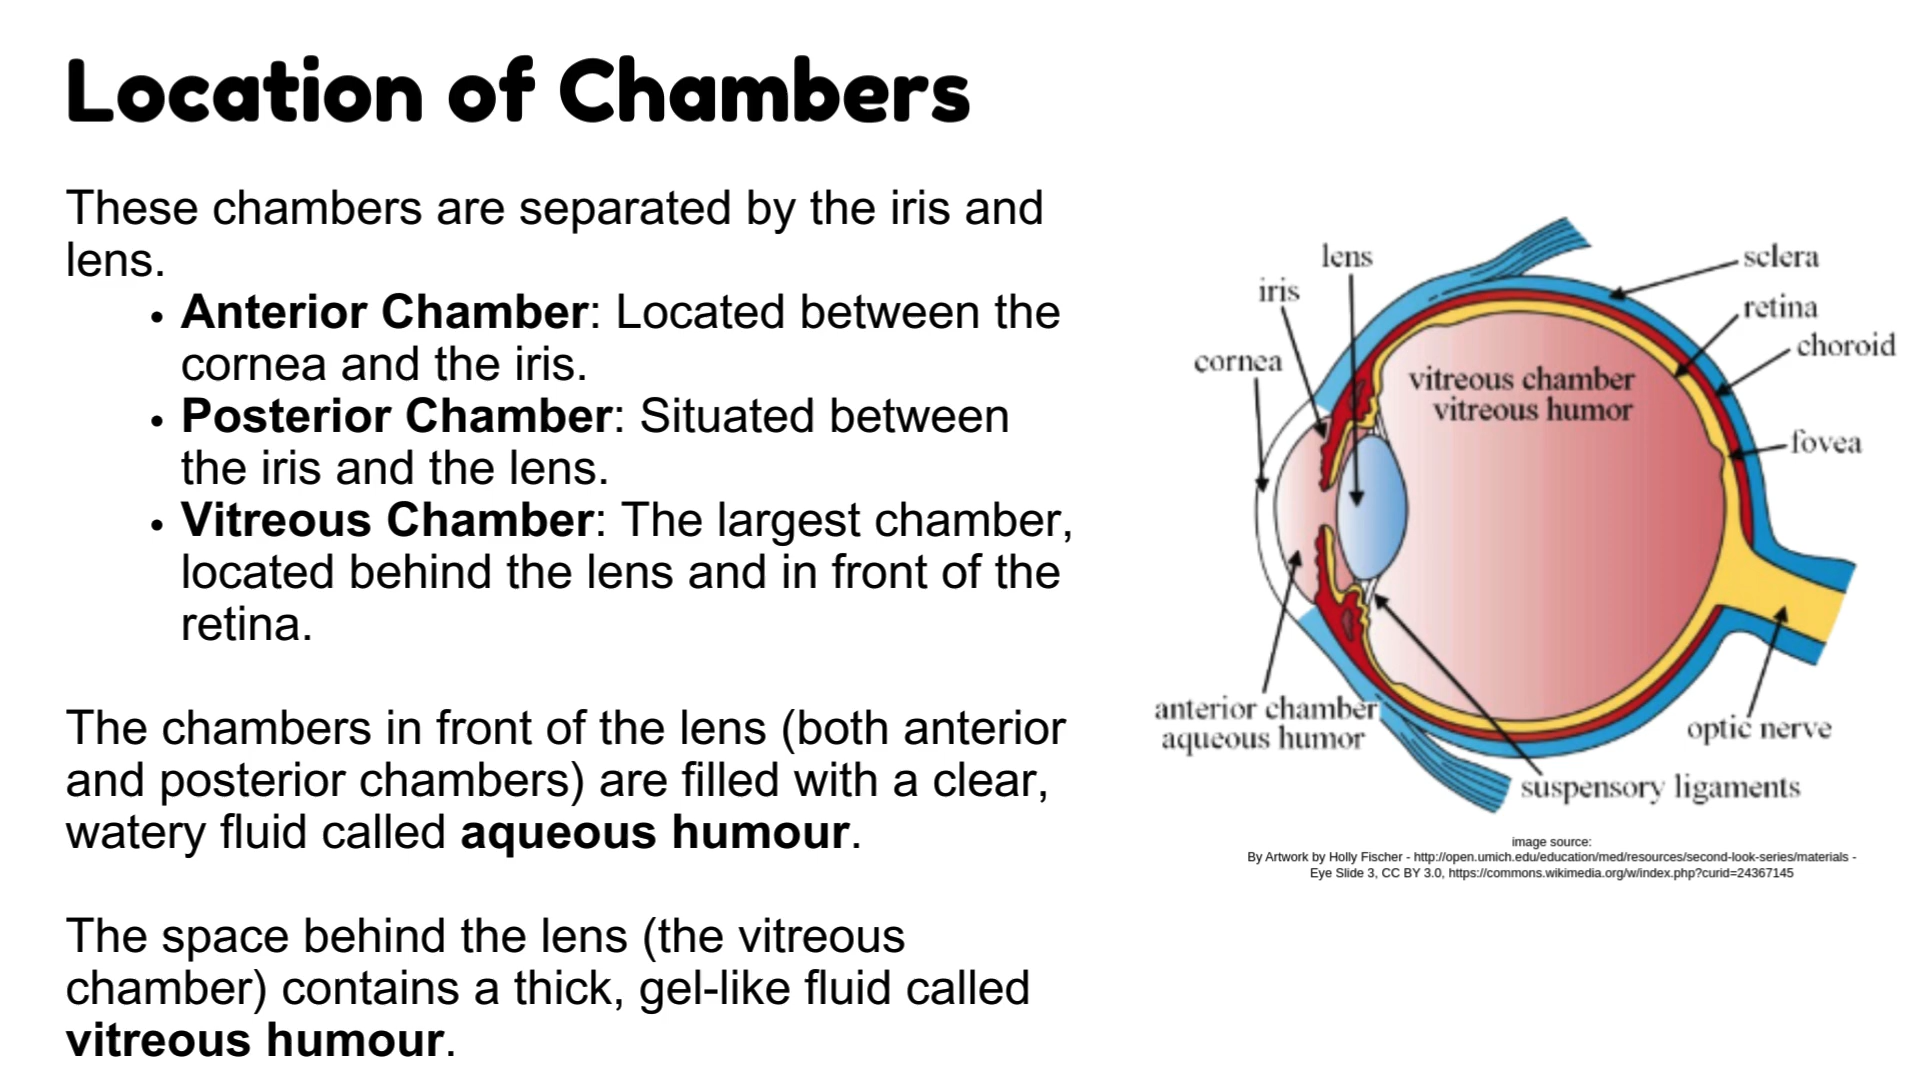 Location of Chambers
These chambers are separated by the iris and
lens.
• Anterior Chamber: Located between the
cornea and the iris.
• Posterior Chamber: Situated between
the iris and the lens.
• Vitreous Chamber: The largest chamber,
located behind the lens and in front of the
retina.
The chambers in front of the lens (both anterior
and posterior chambers) are filled with a clear,
watery fluid called aqueous humour.
The space behind the lens (the vitreous
chamber) contains a thick, gel-like fluid called
vitreous humour.
lens
iris
cornea
sclera
retina
choroid
vitreous chamber
vitreous humor
fovea
anterior chamber
aqueous humor
optic nerve
suspensory ligaments
image source:
By Artwork by Holly Fischer - http://open.umich.edu/education/med/resources/second-look-series/materials -
Eye Slide 3, CC BY 3.0, https://commons.wikimedia.org/w/index.php?curid=24367145